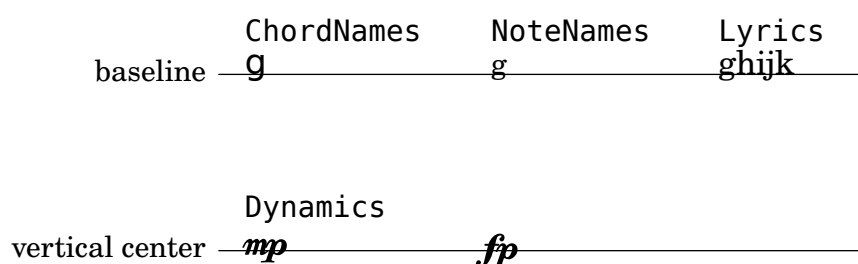 ChordNames NoteNames Lyrics
baseline g g ghijk
Dynamics
vertical center mp fp